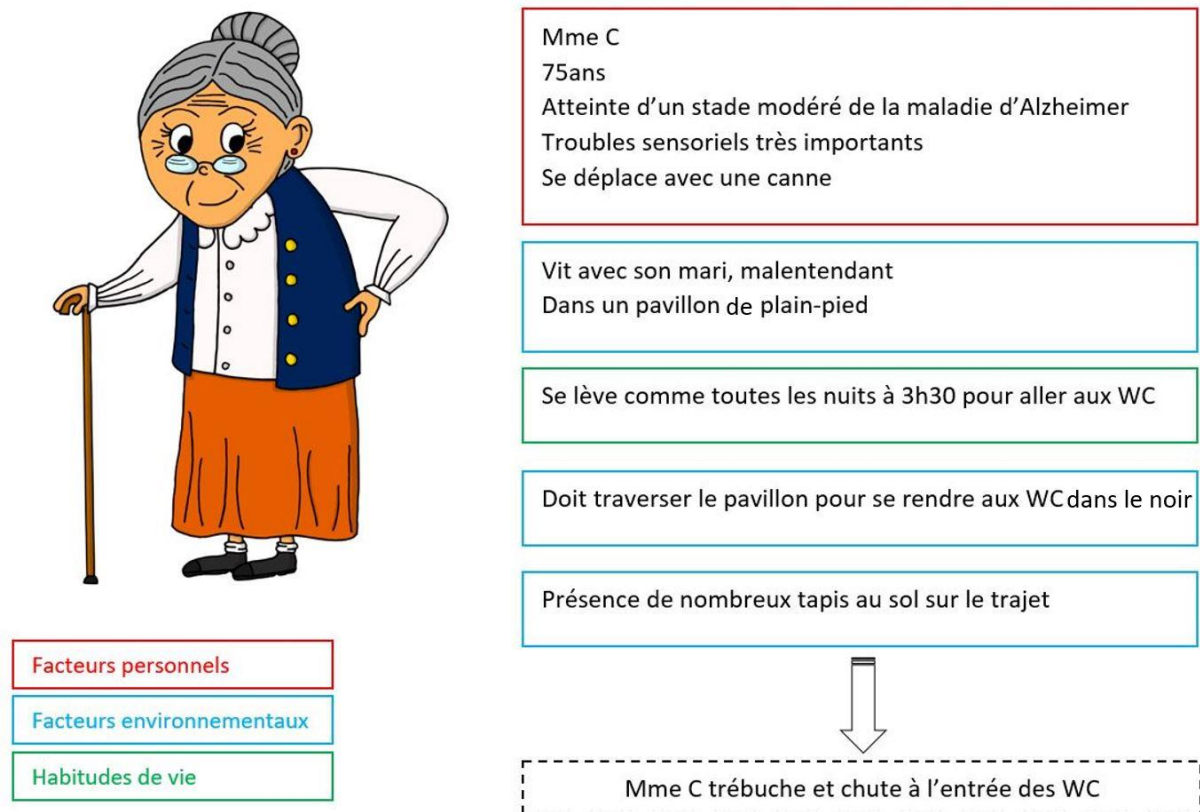 Mme C
75ans
Atteinte d’un stade modéré de la maladie d’Alzheimer
Troubles sensoriels très importants
Se déplace avec une canne
Vit avec son mari, malentendant
Dans un pavillon de plain-pied
Se lève comme toutes les nuits à 3h30 pour aller aux WC
Doit traverser le pavillon pour se rendre aux WC dans le noir
Présence de nombreux tapis au sol sur le trajet
Facteurs personnels
Facteurs environnementaux
Habitudes de vie
Mme C trébuche et chute à l’entrée des WC